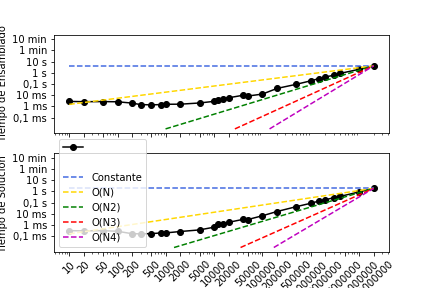 Tiempo de Ensamblado
10 min
1 min
10 s
1 s
0,1 s
10 ms
1 ms
0,1 ms
Tiempo de Solución
10 min
1 min
10 s
1 s
0,1 s
10 ms
1 ms
0,1 ms
Constante
O(N)
O(N2)
O(N3)
O(N4)
10 20 50 100 200 500 1000 2000 5000 10000 20000 50000